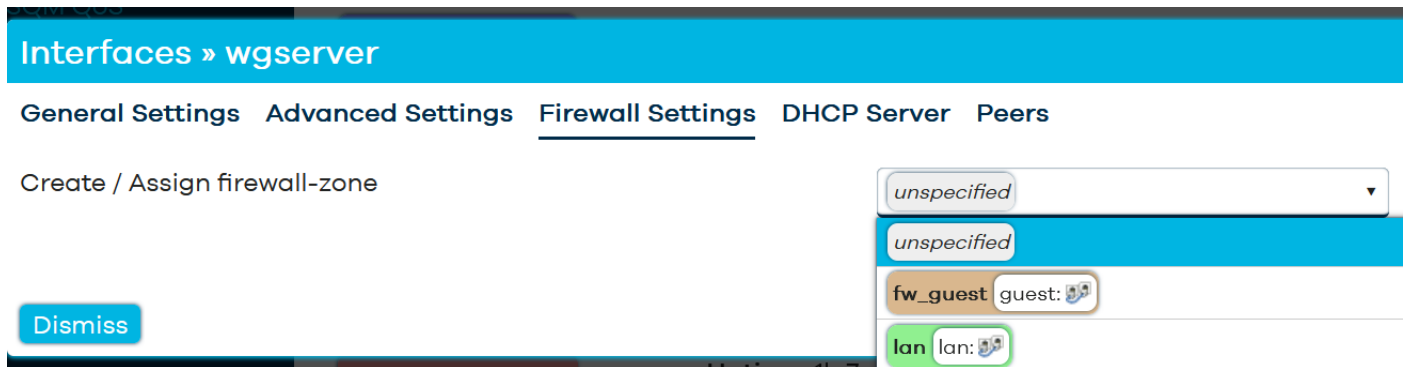 Interfaces » wgserver
General Settings Advanced Settings Firewall Settings DHCP Server Peers
Create / Assign firewall-zone
unspecified
unspecified
fw_guest guest:
lan lan:
Dismiss